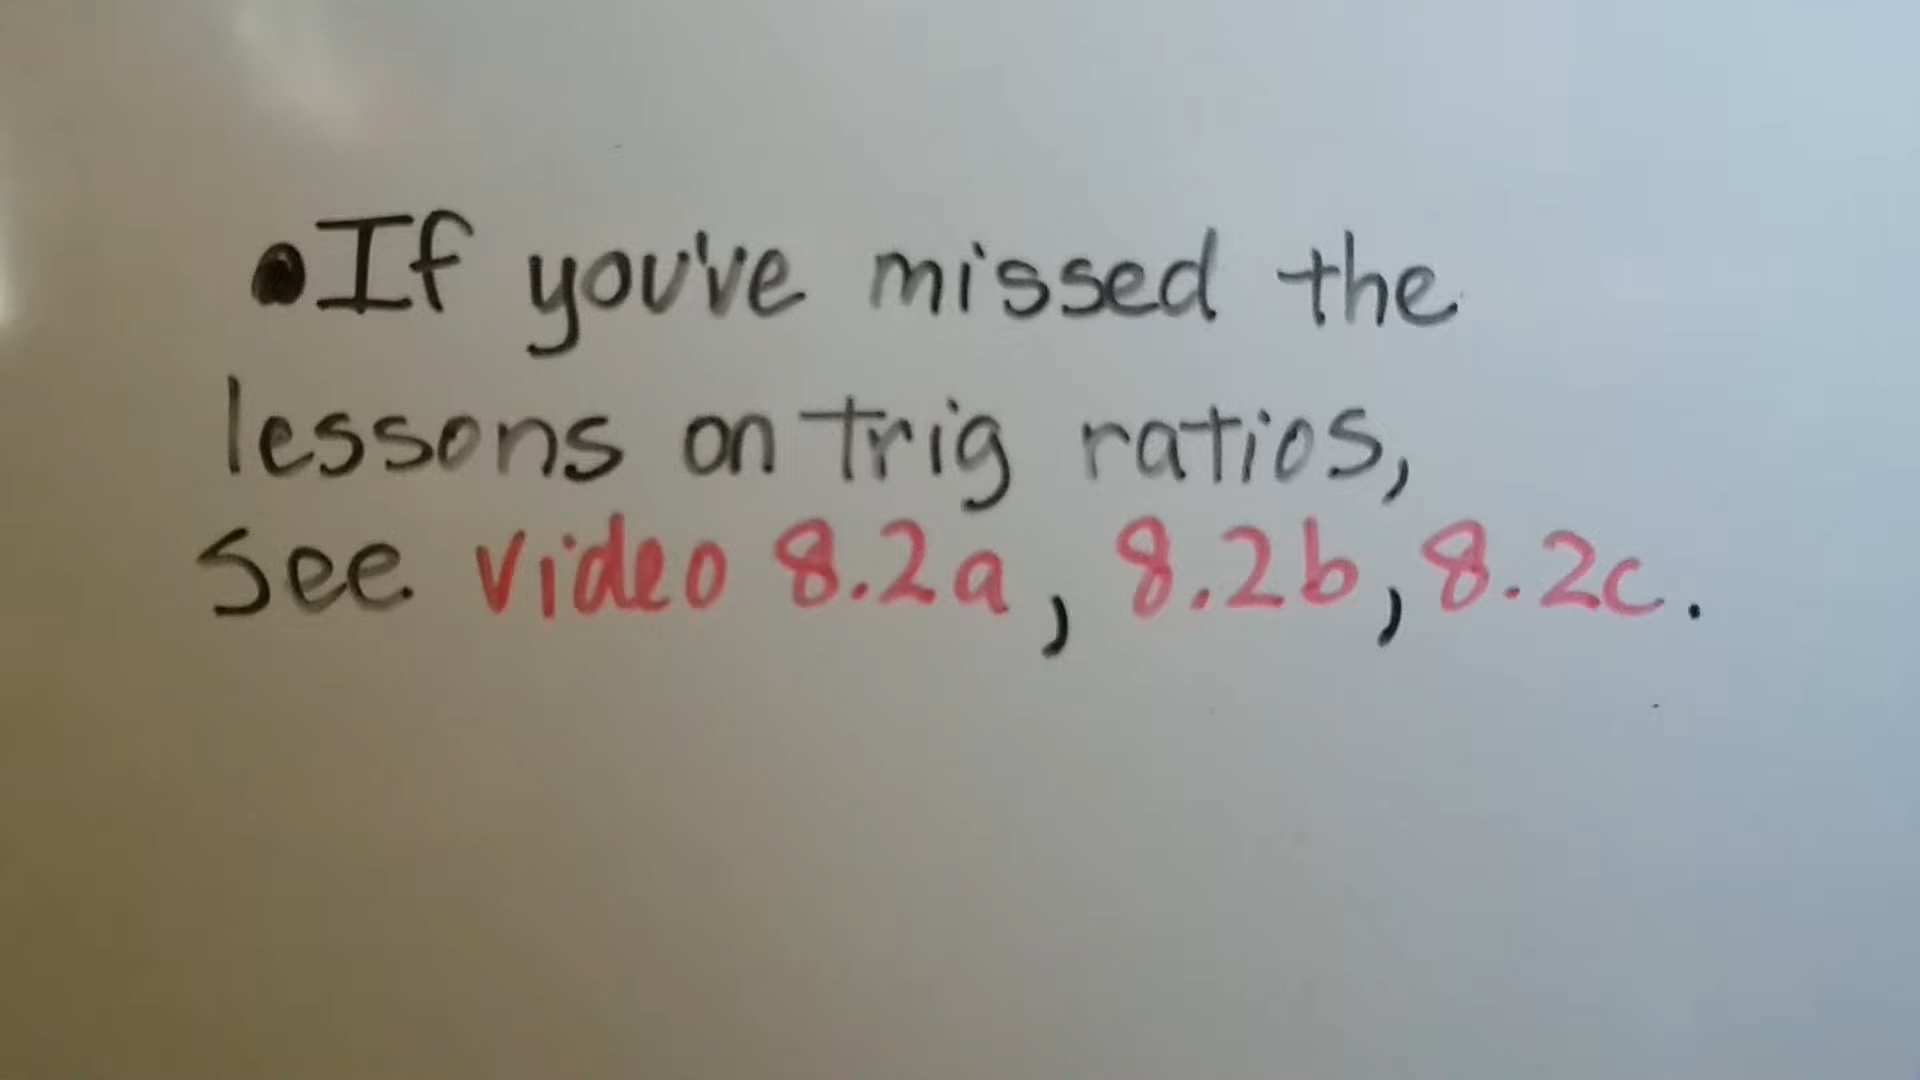 •If you've missed the
lessons on trig ratios,
See video 8.2a, 8.2b, 8.2c.